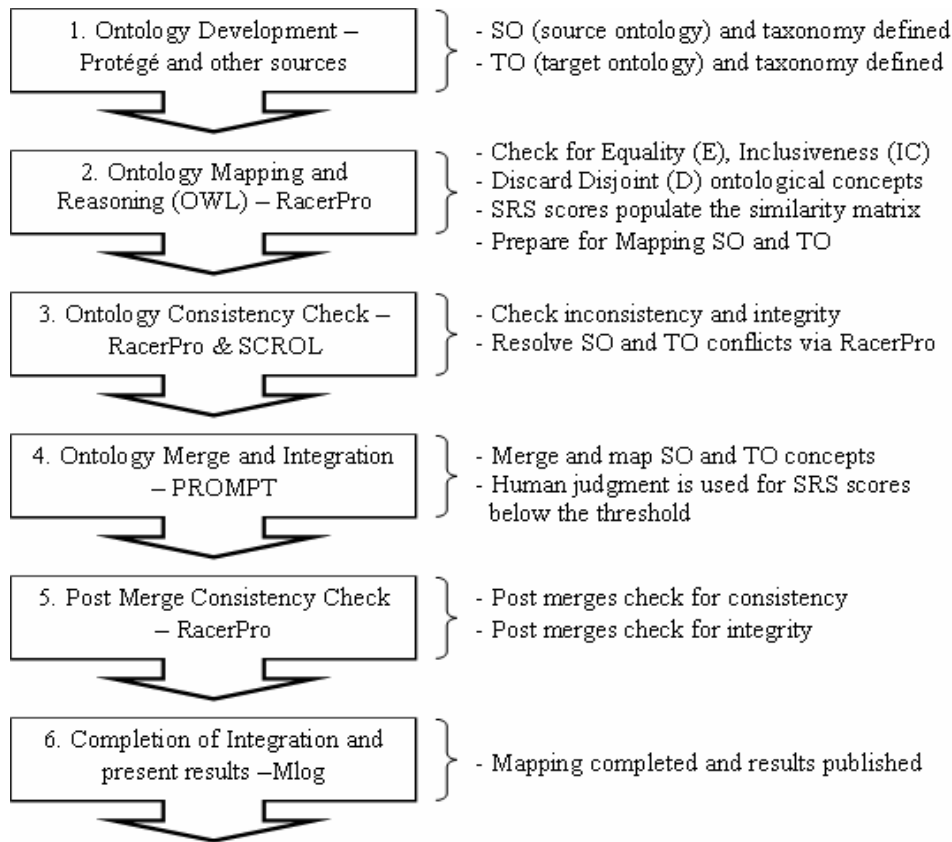 1. Ontology Development –
Protégé and other sources
- SO (source ontology) and taxonomy defined
- TO (target ontology) and taxonomy defined
2. Ontology Mapping and
Reasoning (OWL) – RacerPro
- Check for Equality (E), Inclusiveness (IC)
- Discard Disjoint (D) ontological concepts
- SRS scores populate the similarity matrix
- Prepare for Mapping SO and TO
3. Ontology Consistency Check –
RacerPro & SCROL
- Check inconsistency and integrity
- Resolve SO and TO conflicts via RacerPro
4. Ontology Merge and Integration
– PROMPT
- Merge and map SO and TO concepts
- Human judgment is used for SRS scores
below the threshold
5. Post Merge Consistency Check
– RacerPro
- Post merges check for consistency
- Post merges check for integrity
6. Completion of Integration and
present results –Mlog
- Mapping completed and results published